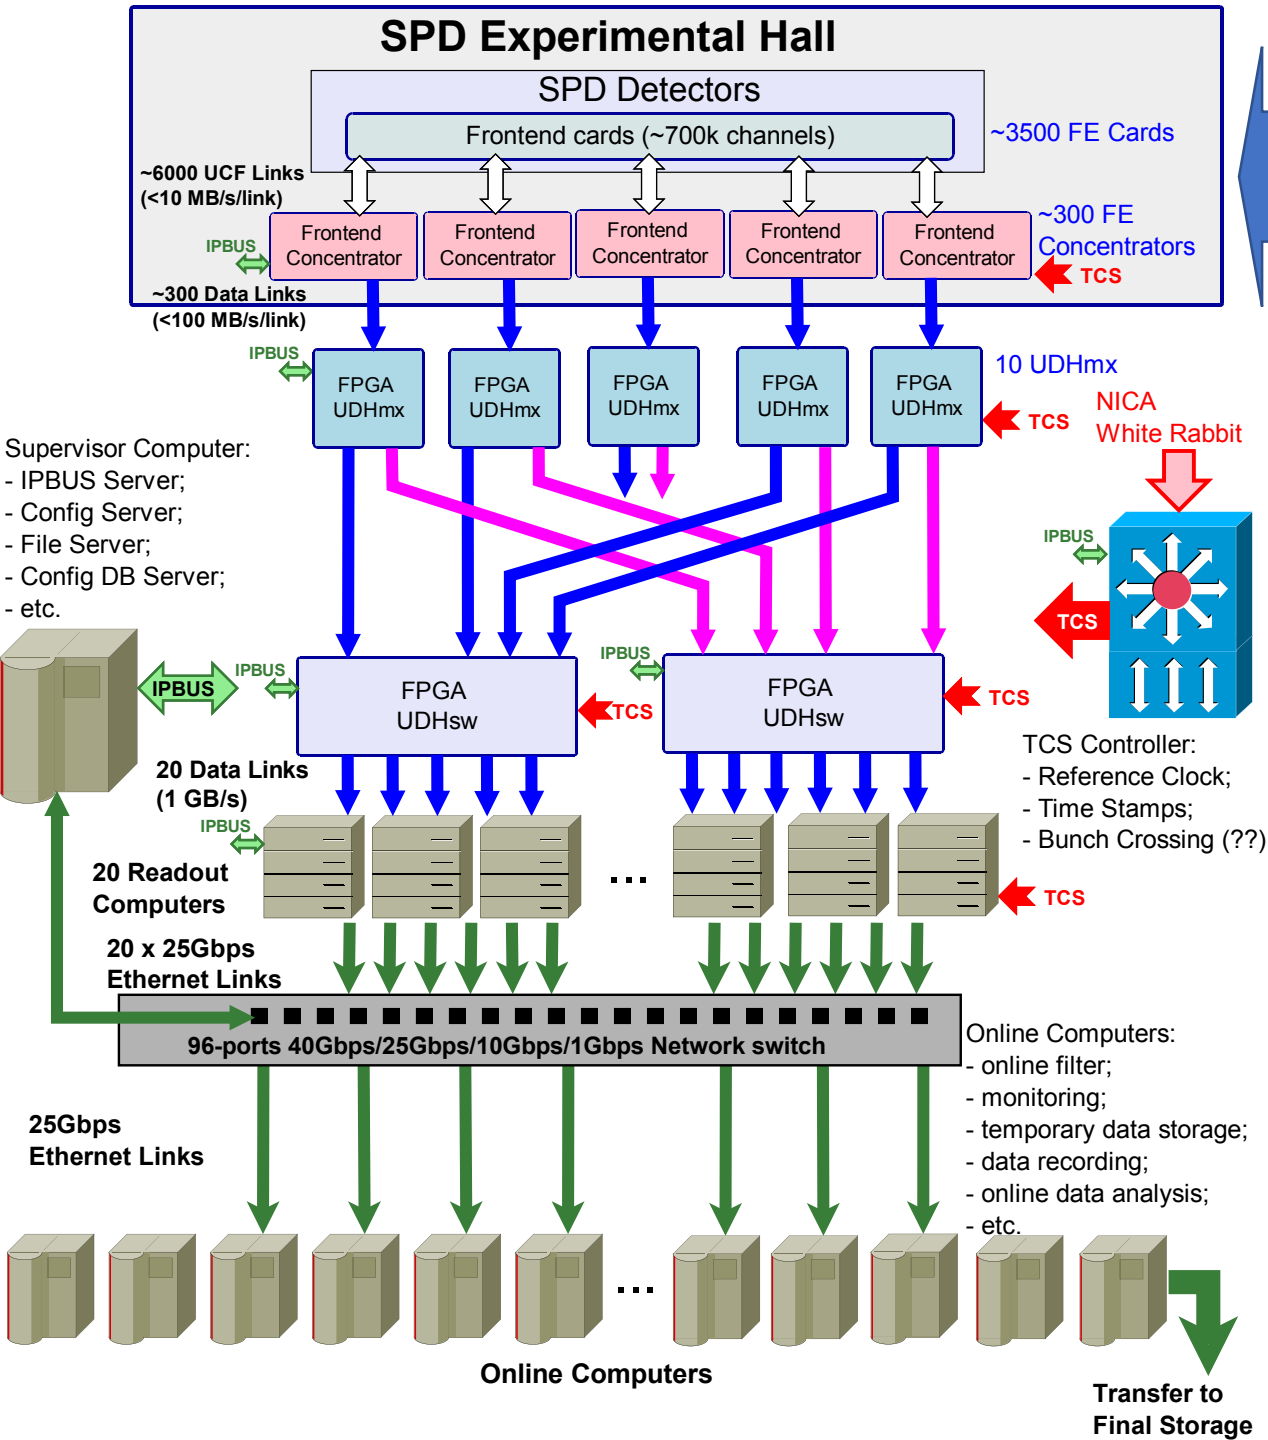 SPD Experimental Hall
SPD Detectors
Frontend cards (~700k channels)
~3500 FE Cards
~6000 UCF Links
(<10 MB/s/link)
Frontend
Concentrator
Frontend
Concentrator
Frontend
Concentrator
Frontend
Concentrator
Frontend
Concentrator
~300 FE
Concentrators
IPBUS
TCS
~300 Data Links
(<100 MB/s/link)
IPBUS
FPGA
UDHmx
FPGA
UDHmx
FPGA
UDHmx
FPGA
UDHmx
FPGA
UDHmx
10 UDHmx
TCS
NICA
White Rabbit
Supervisor Computer:
- IPBUS Server;
- Config Server;
- File Server;
- Config DB Server;
- etc.
IPBUS
TCS
IPBUS
IPBUS
FPGA
UDHsw
TCS
IPBUS
FPGA
UDHsw
TCS
TCS Controller:
- Reference Clock;
- Time Stamps;
- Bunch Crossing (??)
20 Data Links
(1 GB/s)
IPBUS
20 Readout
Computers
...
TCS
20 x 25Gbps
Ethernet Links
96-ports 40Gbps/25Gbps/10Gbps/1Gbps Network switch
Online Computers:
- online filter;
- monitoring;
- temporary data storage;
- data recording;
- online data analysis;
- etc.
25Gbps
Ethernet Links
...
Online Computers
Transfer to
Final Storage